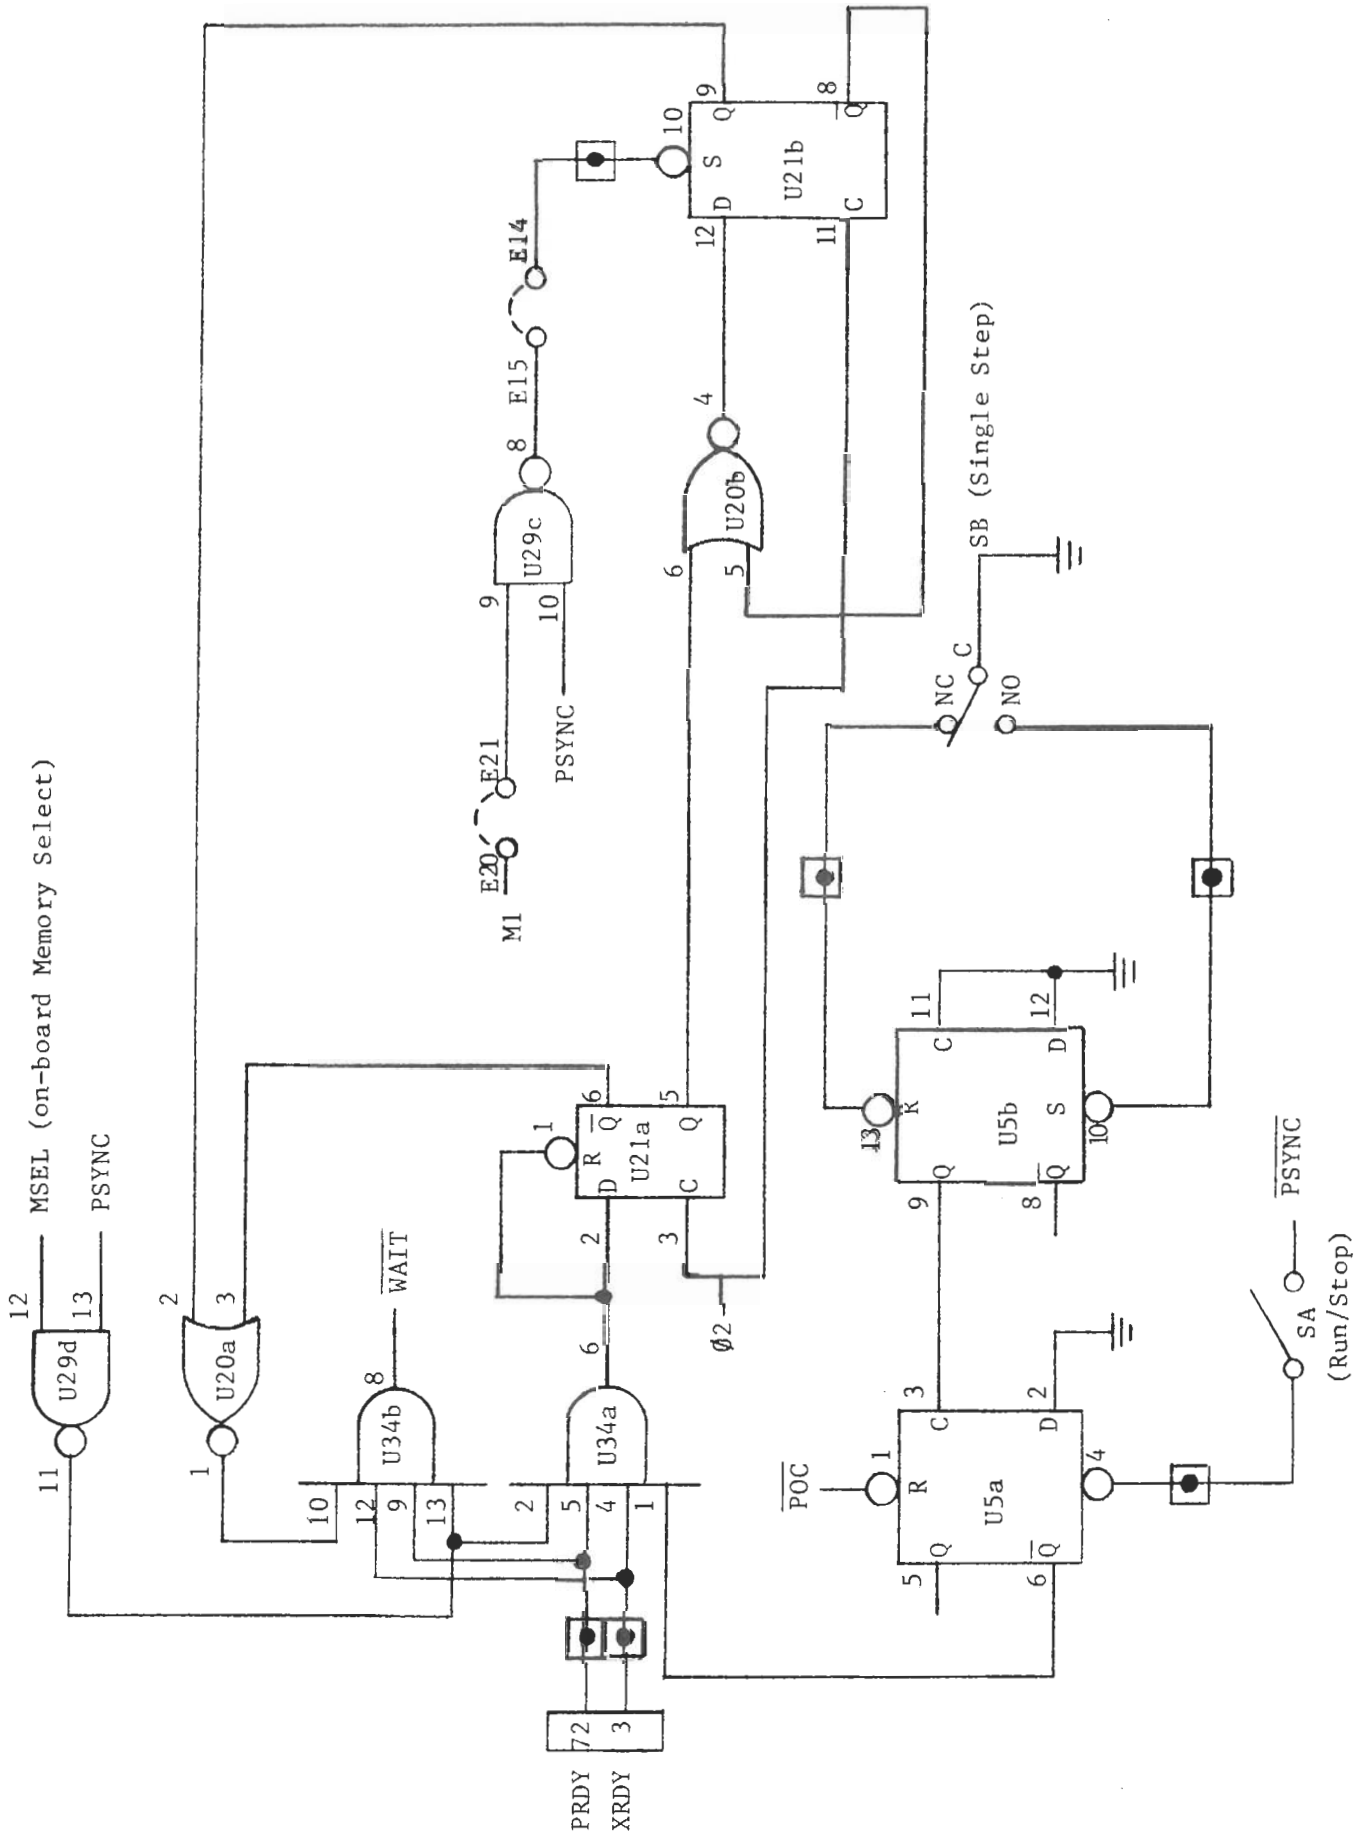 MSEL (on-board Memory Select)
PSYNC
12
13
U29d
11
2
3
U20a
1
WAIT
8
U34b
10
12
9
13
6
U34a
2
5
4
1
PRDY
XRDY
72
3
Ø2
2
3
1
R
D
C
Q
Q
U21a
6
5
M1
E20
E21
PSYNC
9
10
U29c
8
E15
E14
6
5
U20b
4
12
11
10
S
D
C
U21b
Q
Q
9
8
SB (Single Step)
C
NC
NO
11
12
C
D
R
S
U5b
13
10
Q
Q
9
8
3
2
C
D
POC
1
R
U5a
4
Q
Q
5
6
PSYNC
SA
(Run/Stop)